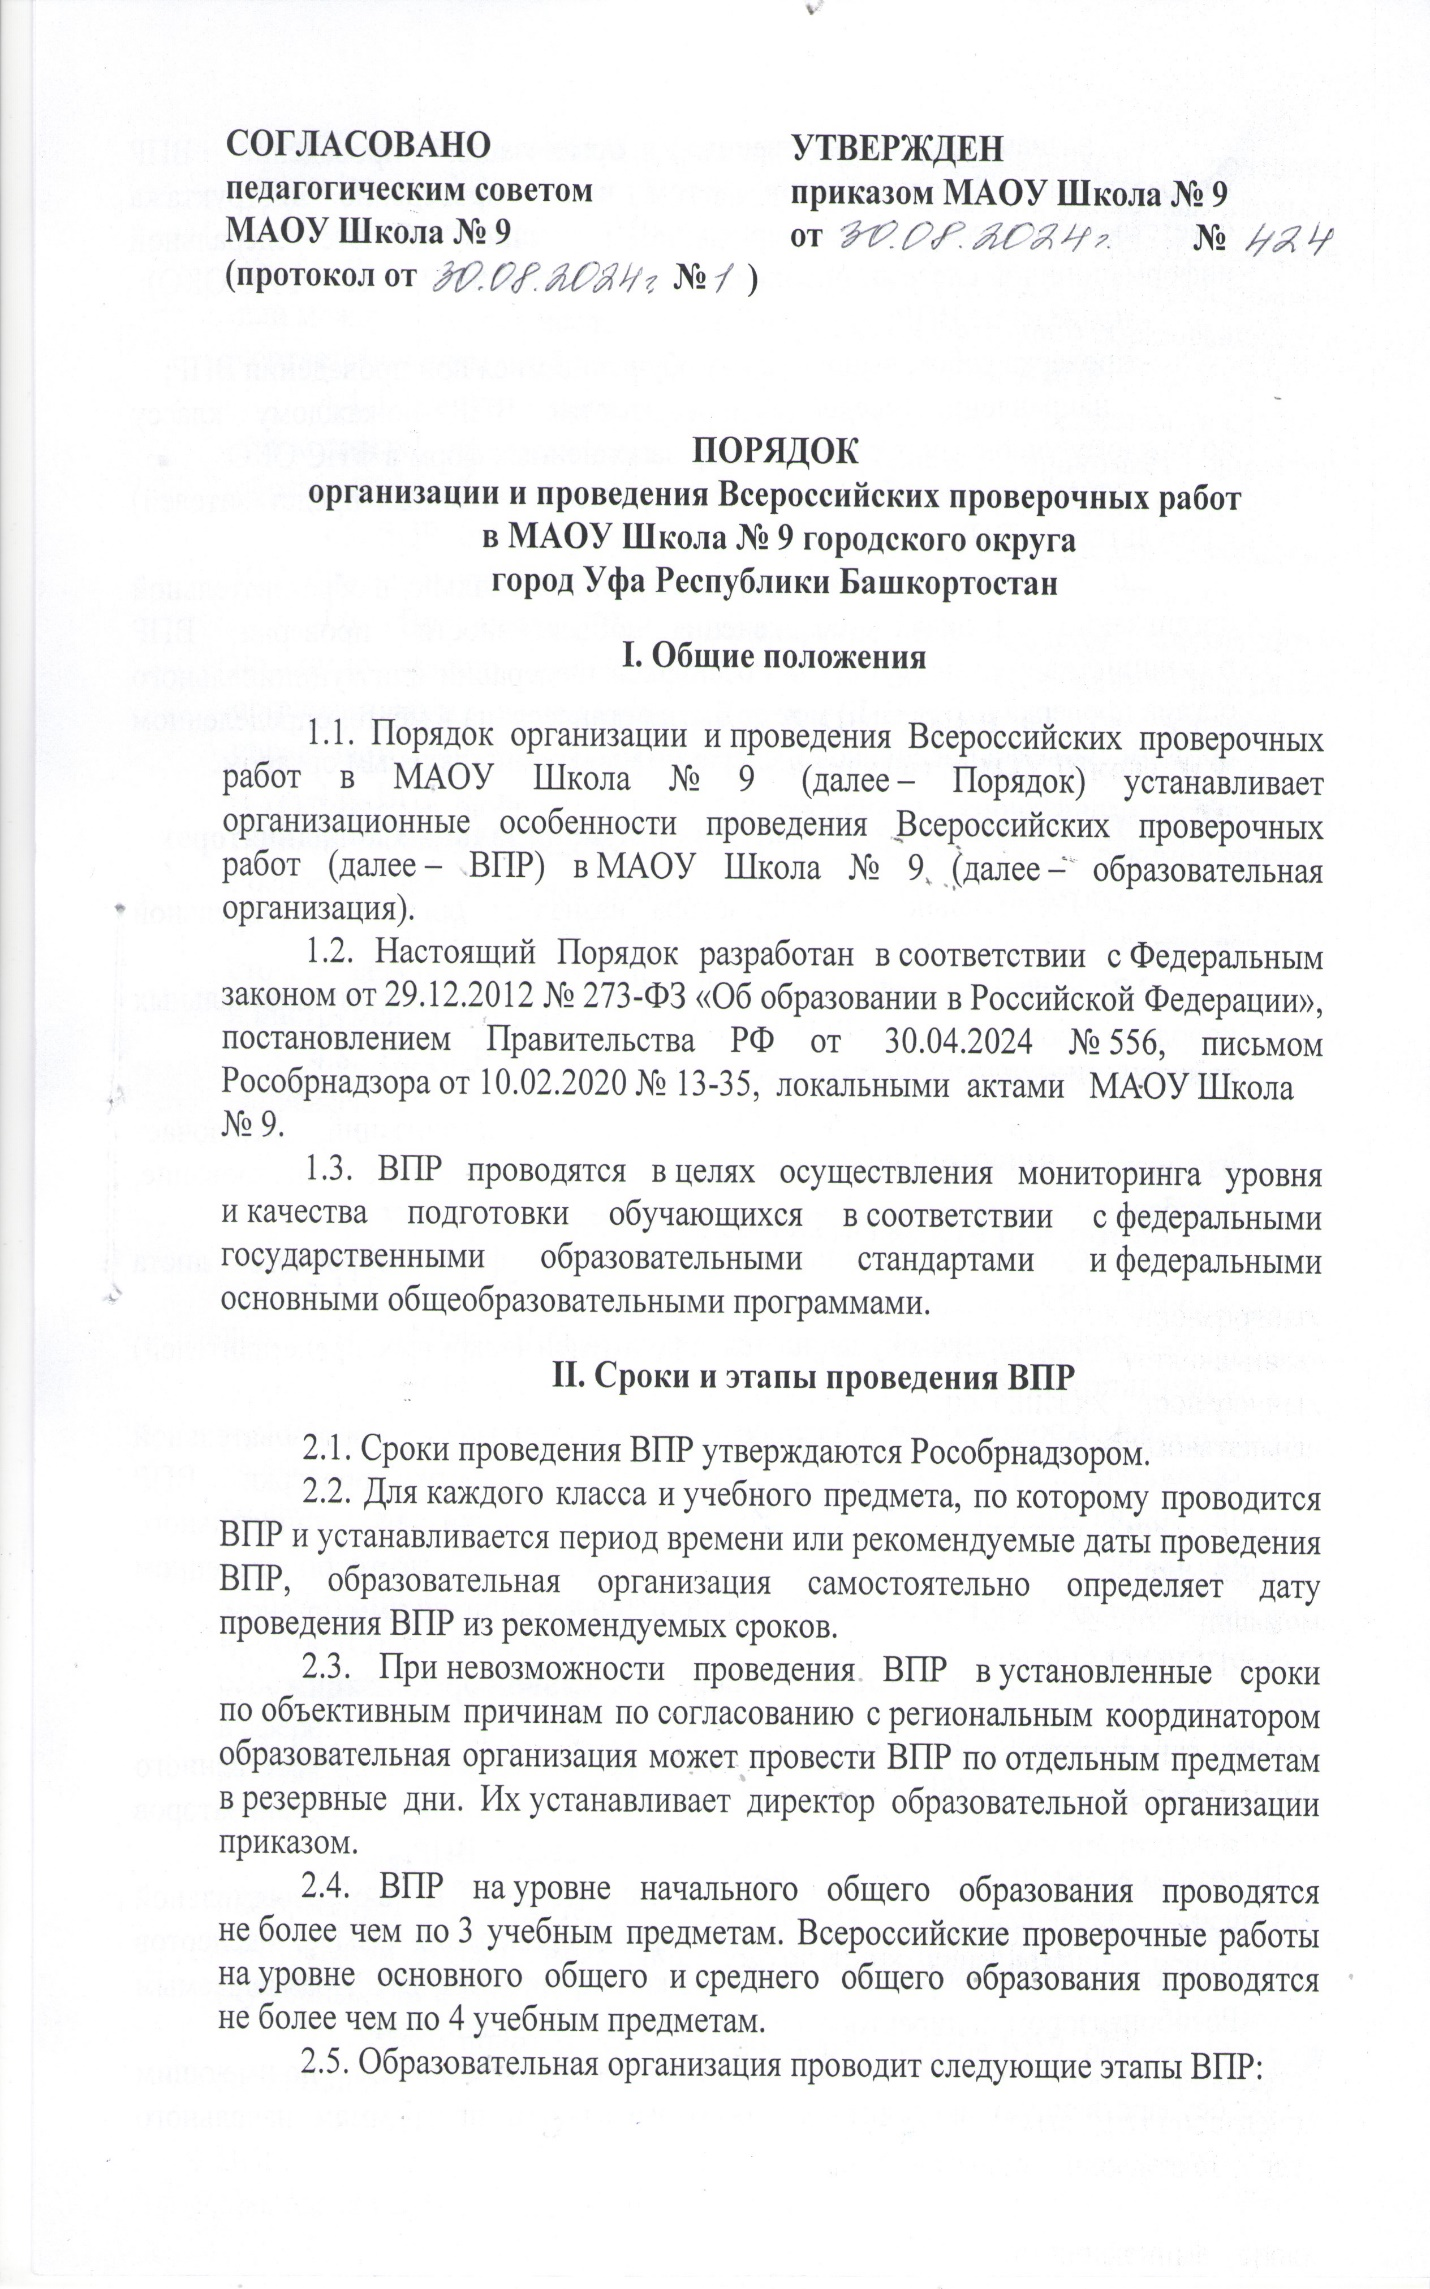 СОГЛАСОВАНО
педагогическим советом
МАОУ Школа № 9
(протокол от 30.08.2024г. № 1 )
УТВЕРЖДЕН
приказом МАОУ Школа № 9
от 30.08.2024г. № 424
ПОРЯДОК
организации и проведения Всероссийских проверочных работ
в МАОУ Школа № 9 городского округа
город Уфа Республики Башкортостан
I. Общие положения
1.1. Порядок организации и проведения Всероссийских проверочных
работ в МАОУ Школа № 9 (далее – Порядок) устанавливает
организационные особенности проведения Всероссийских проверочных
работ (далее – ВПР) в МАОУ Школа № 9 (далее – образовательная
организация).
1.2. Настоящий Порядок разработан в соответствии с Федеральным
законом от 29.12.2012 № 273-ФЗ «Об образовании в Российской Федерации»,
постановлением Правительства РФ от 30.04.2024 № 556, письмом
Рособрнадзора от 10.02.2020 № 13-35, локальными актами МАОУ Школа
№ 9.
1.3. ВПР проводятся в целях осуществления мониторинга уровня
и качества подготовки обучающихся в соответствии с федеральными
государственными образовательными стандартами и федеральными
основными общеобразовательными программами.
II. Сроки и этапы проведения ВПР
2.1. Сроки проведения ВПР утверждаются Рособрнадзором.
2.2. Для каждого класса и учебного предмета, по которому проводится
ВПР и устанавливается период времени или рекомендуемые даты проведения
ВПР, образовательная организация самостоятельно определяет дату
проведения ВПР из рекомендуемых сроков.
2.3. При невозможности проведения ВПР в установленные сроки
по объективным причинам по согласованию с региональным координатором
образовательная организация может провести ВПР по отдельным предметам
в резервные дни. Их устанавливает директор образовательной организации
приказом.
2.4. ВПР на уровне начального общего образования проводятся
не более чем по 3 учебным предметам. Всероссийские проверочные работы
на уровне основного общего и среднего общего образования проводятся
не более чем по 4 учебным предметам.
2.5. Образовательная организация проводит следующие этапы ВПР: